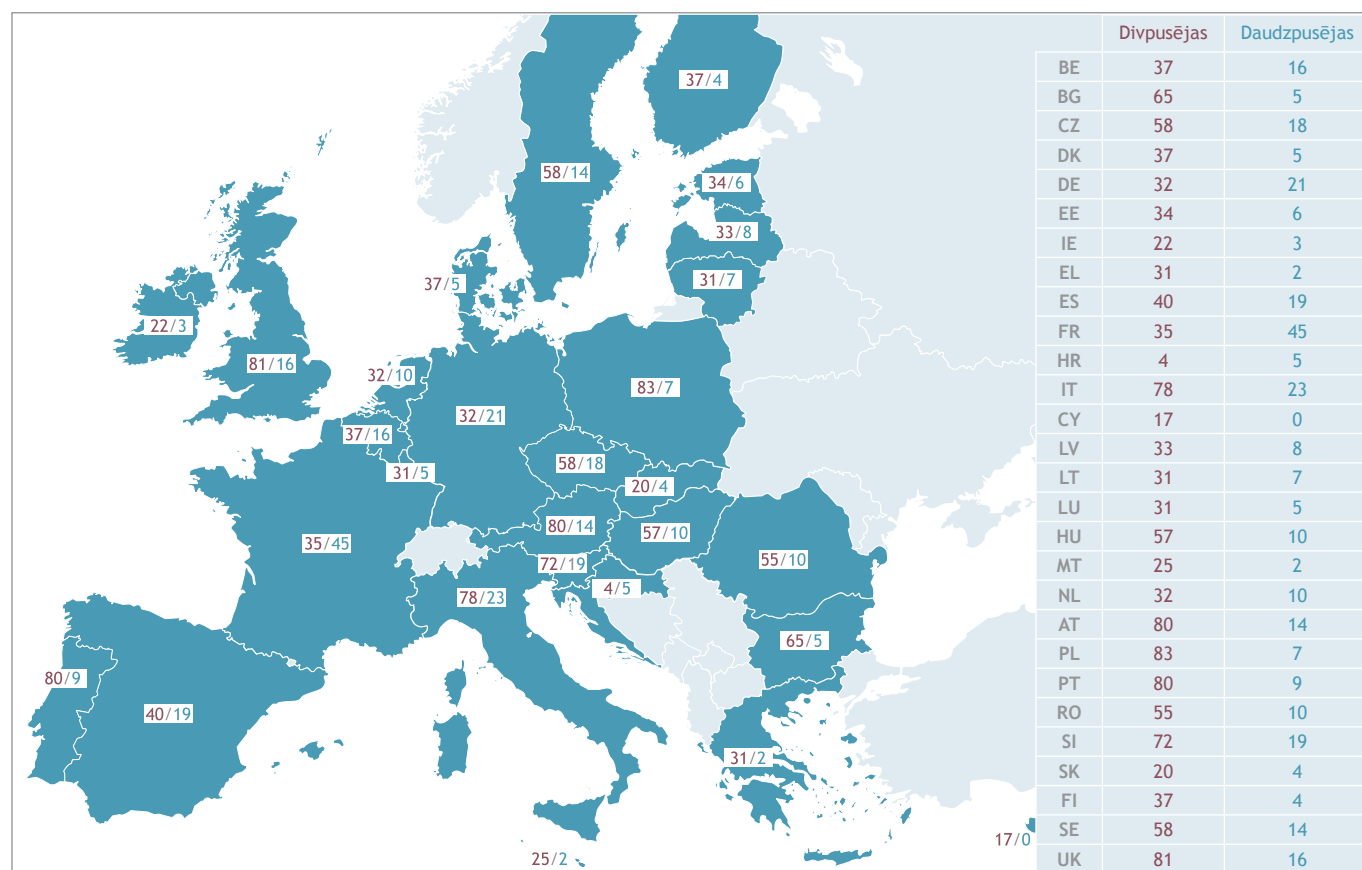 37/4
58/14
34/6
33/8
37/5
31/7
22/3
81/16
32/10
83/7
32/21
37/16
58/18
31/5
20/4
80/14
57/10
35/45
55/10
72/19
4/5
78/23
65/5
80/9
40/19
31/2
17/0
25/2
Divpusējas Daudzpusējas
BE 37 16
BG 65 5
CZ 58 18
DK 37 5
DE 32 21
EE 34 6
IE 22 3
EL 31 2
ES 40 19
FR 35 45
HR 4 5
IT 78 23
CY 17 0
LV 33 8
LT 31 7
LU 31 5
HU 57 10
MT 25 2
NL 32 10
AT 80 14
PL 83 7
PT 80 9
RO 55 10
SI 72 19
SK 20 4
FI 37 4
SE 58 14
UK 81 16